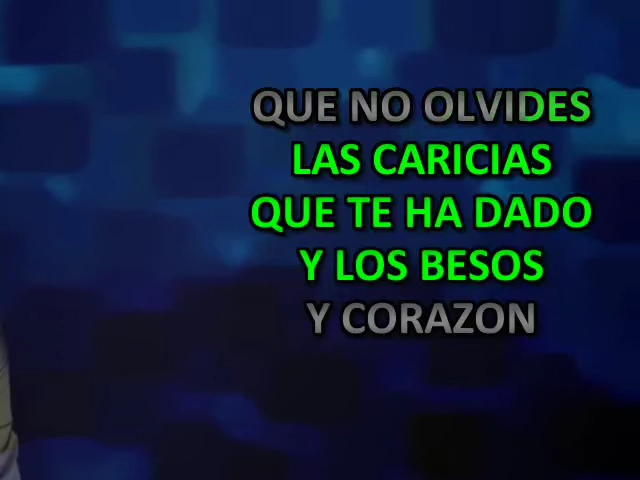 QUE NO OLVIDES
LAS CARICIAS
QUE TE HA DADO
Y LOS BESOS
Y CORAZON